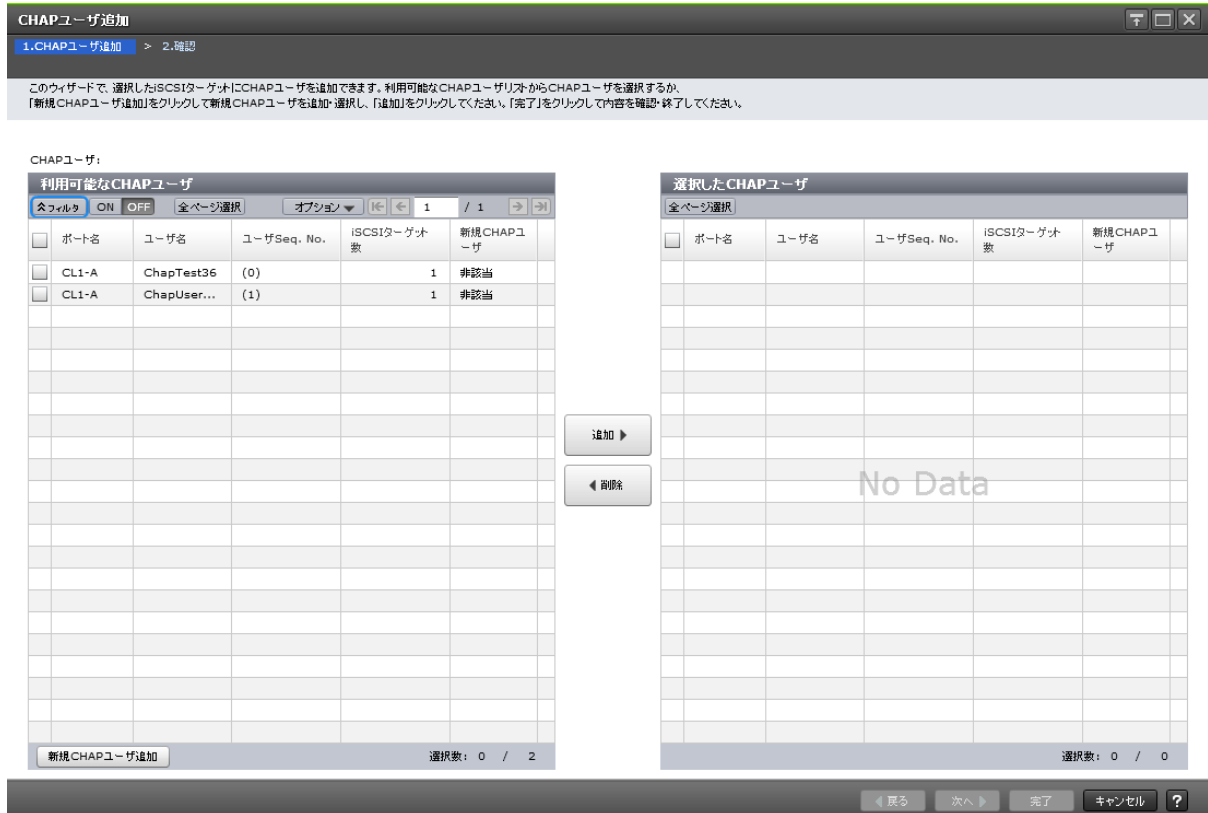 CHAPユーザ追加
1.CHAPユーザ追加 > 2.確認
このウィザードで、選択したiSCSIターゲットにCHAPユーザを追加できます。利用可能なCHAPユーザリストからCHAPユーザを選択するか、
「新規CHAPユーザ追加」をクリックして新規CHAPユーザを追加・選択し、「追加」をクリックしてください。「完了」をクリックして内容を確認・終了してください。
CHAPユーザ:
利用可能なCHAPユーザ
フィルタ ON OFF 全ページ選択 オプション 1 / 1
ポート名 ユーザ名 ユーザSeq. No. iSCSIターゲット数 新規CHAPユーザ
CL1-A ChapTest36 (0) 1 非該当
CL1-A ChapUser... (1) 1 非該当
新規CHAPユーザ追加 選択数: 0 / 2
追加
削除
選択したCHAPユーザ
全ページ選択
ポート名 ユーザ名 ユーザSeq. No. iSCSIターゲット数 新規CHAPユーザ
No Data
選択数: 0 / 0
戻る 次へ 完了 キャンセル ?